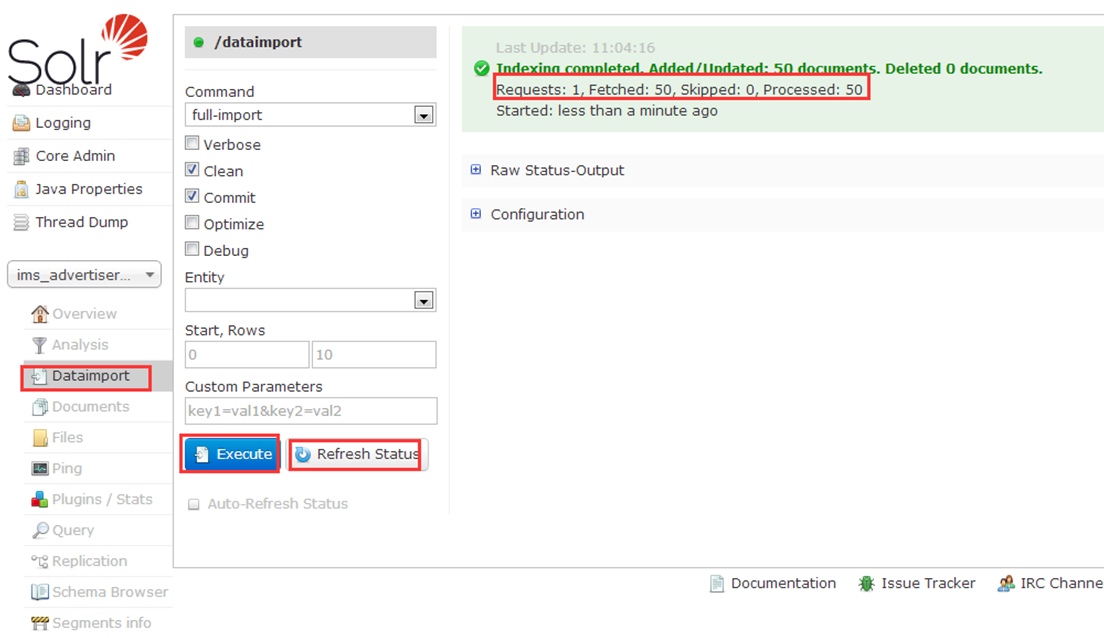 Solr
Dashboard
Logging
Core Admin
Java Properties
Thread Dump
ims_advertiser...
Overview
Analysis
Dataimport
Documents
Files
Ping
Plugins / Stats
Query
Replication
Schema Browser
Segments info
/dataimport
Command
full-import
Verbose
Clean
Commit
Optimize
Debug
Entity
Start, Rows
0 10
Custom Parameters
key1=val1&key2=val2
Execute Refresh Status
Auto-Refresh Status
Last Update: 11:04:16
Indexing completed. Added/Updated: 50 documents. Deleted 0 documents.
Requests: 1, Fetched: 50, Skipped: 0, Processed: 50
Started: less than a minute ago
Raw Status-Output
Configuration
Documentation Issue Tracker IRC Channe